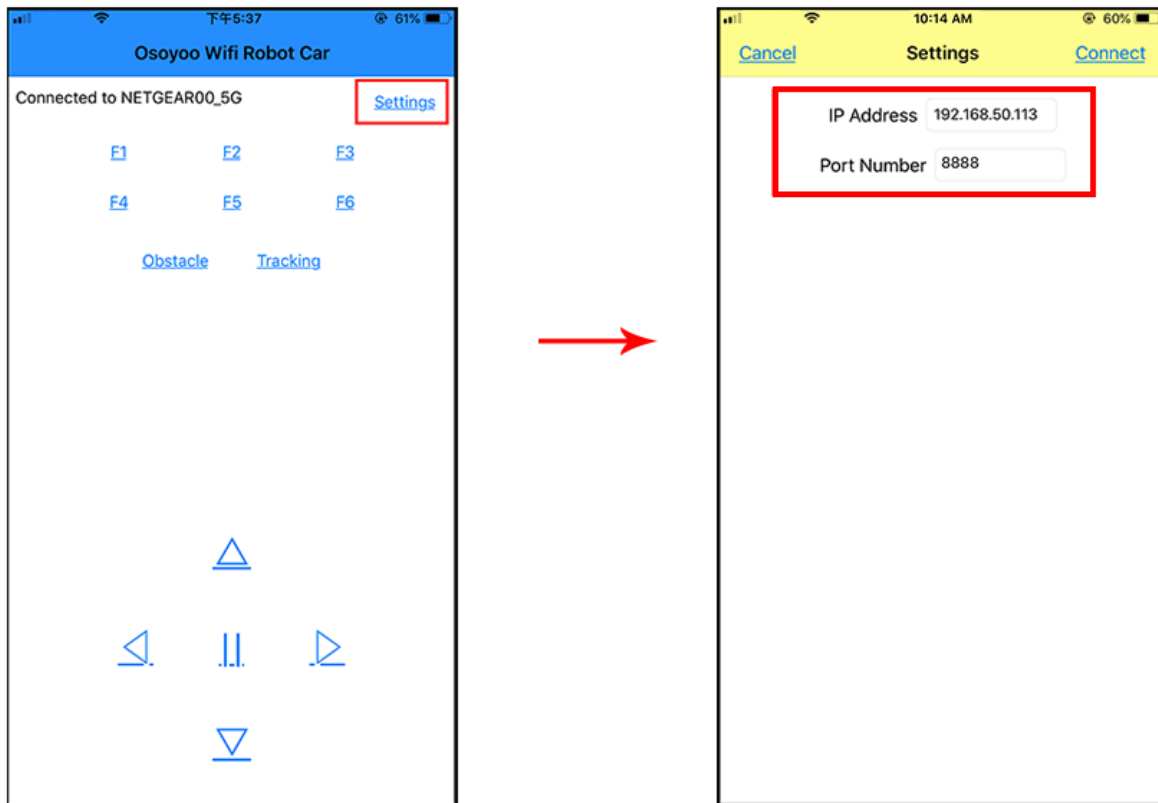 下午5:37
61%
Osoyoo Wifi Robot Car
Connected to NETGEAR00_5G
Settings
F1 F2 F3
F4 F5 F6
Obstacle Tracking
10:14 AM
60%
Cancel Settings Connect
IP Address 192.168.50.113
Port Number 8888